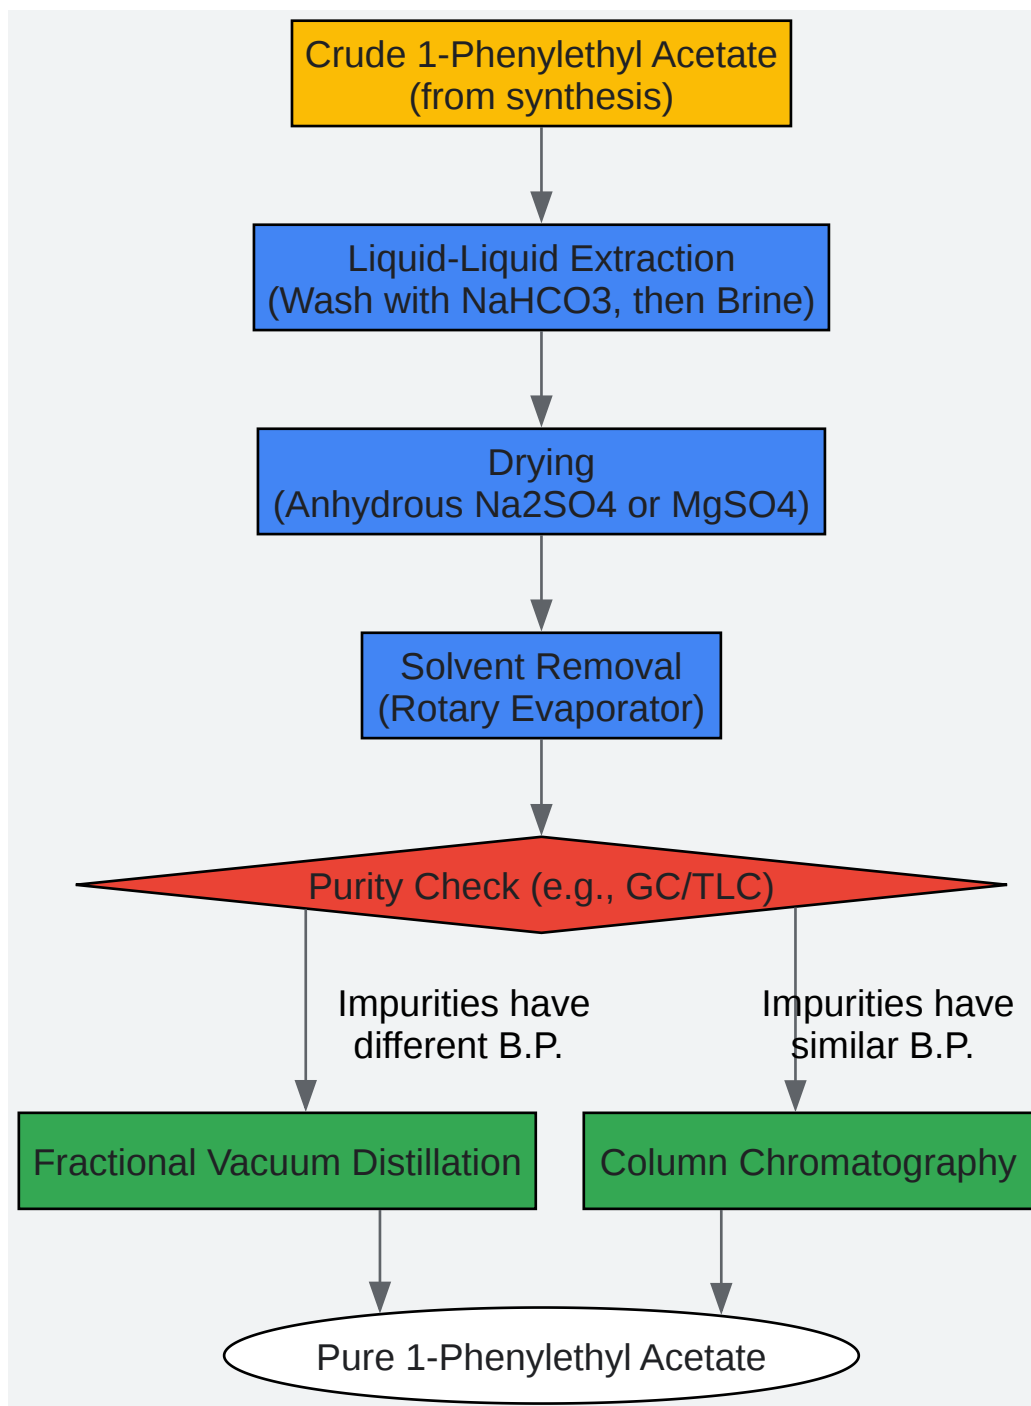 Crude 1-Phenylethyl Acetate
(from synthesis)
Liquid-Liquid Extraction
(Wash with NaHCO3, then Brine)
Drying
(Anhydrous Na2SO4 or MgSO4)
Solvent Removal
(Rotary Evaporator)
Purity Check (e.g., GC/TLC)
Impurities have
different B.P.
Impurities have
similar B.P.
Fractional Vacuum Distillation
Column Chromatography
Pure 1-Phenylethyl Acetate